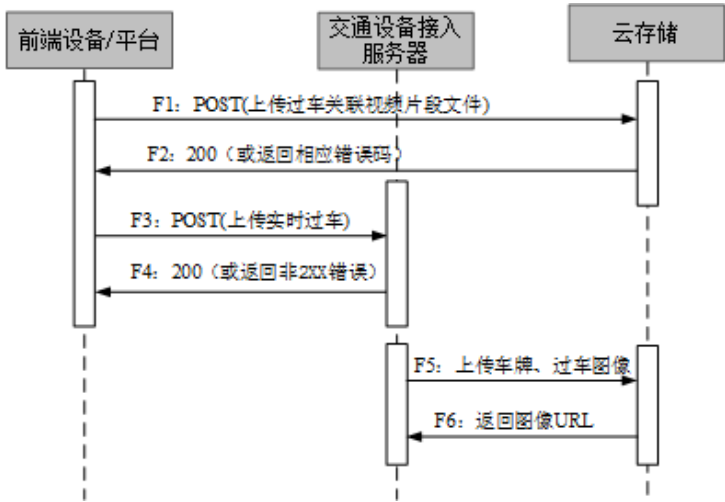 前端设备/平台
交通设备接入
服务器
云存储
F1：POST(上传过车关联视频片段文件)
F2：200（或返回相应错误码）
F3：POST(上传实时过车)
F4：200（或返回非2XX错误）
F5：上传车牌、过车图像
F6：返回图像URL